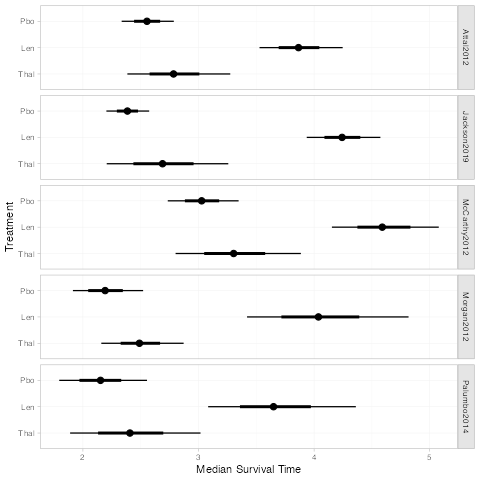 Treatment
Pbo
Len
Thal
Attal2012
Pbo
Len
Thal
Jackson2019
Pbo
Len
Thal
McCarthy2012
Pbo
Len
Thal
Morgan2012
Pbo
Len
Thal
Palumbo2014
2 3 4 5
Median Survival Time